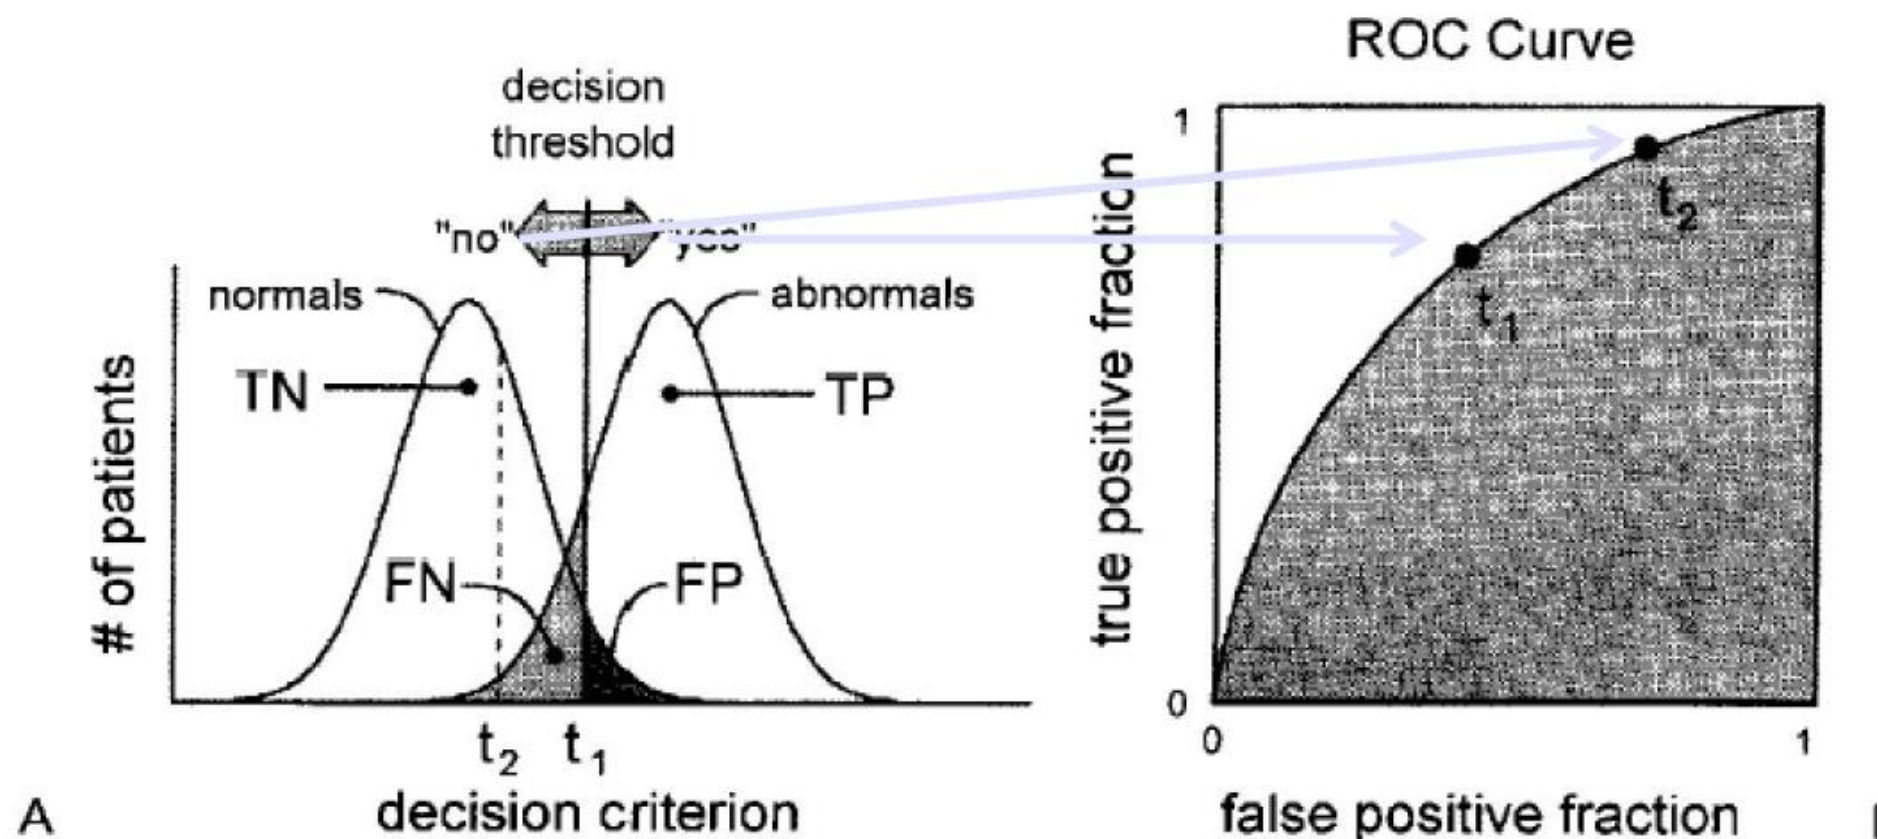 decision
threshold
"no"
"yes"
normals
abnormals
TN
TP
FN
FP
# of patients
t2 t1
decision criterion
A
ROC Curve
1
t2
t1
true positive fraction
0
0 1
false positive fraction